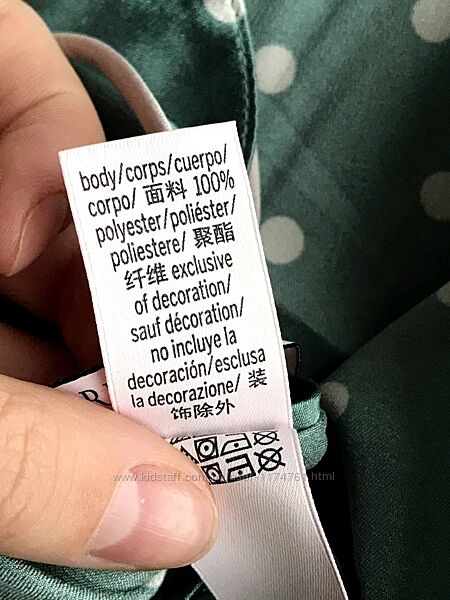 body/corps/cuerpo/
corpo/ 面料 100%
polyester/poliéster/
poliestere/ 聚酯
纤维 exclusive
of decoration/
sauf décoration/
no incluye la
decoración/esclusa
la decorazione/ 装
饰除外